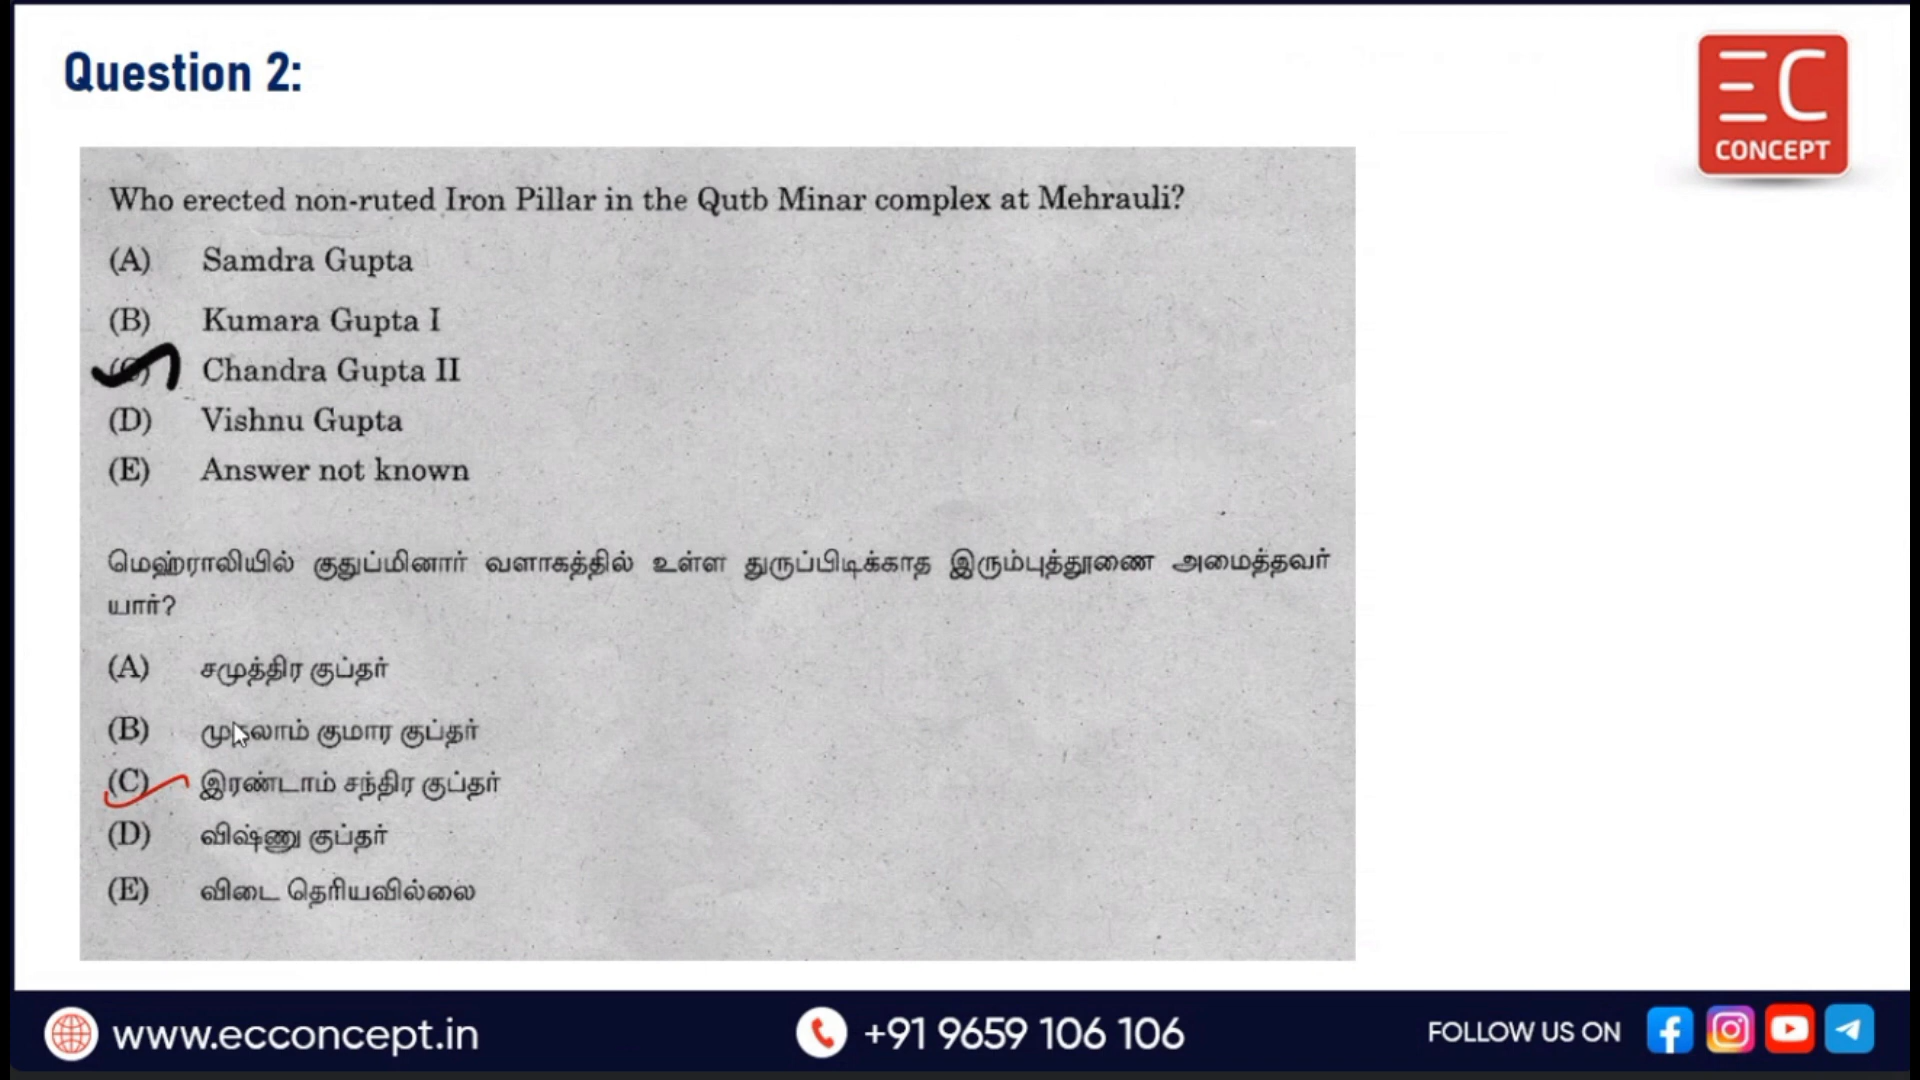 Question 2:
EC
CONCEPT
Who erected non-ruted Iron Pillar in the Qutb Minar complex at Mehrauli?
(A) Samdra Gupta
(B) Kumara Gupta I
(C) Chandra Gupta II
(D) Vishnu Gupta
(E) Answer not known
மெஹ்ராலியில் குதுப்மினார் வளாகத்தில் உள்ள துருப்பிடிக்காத இரும்புத்தூணை அமைத்தவர்
யார்?
(A) சமுத்திர குப்தர்
(B) முதலாம் குமார குப்தர்
(C) இரண்டாம் சந்திர குப்தர்
(D) விஷ்ணு குப்தர்
(E) விடை தெரியவில்லை
www.ecconcept.in +91 9659 106 106 FOLLOW US ON